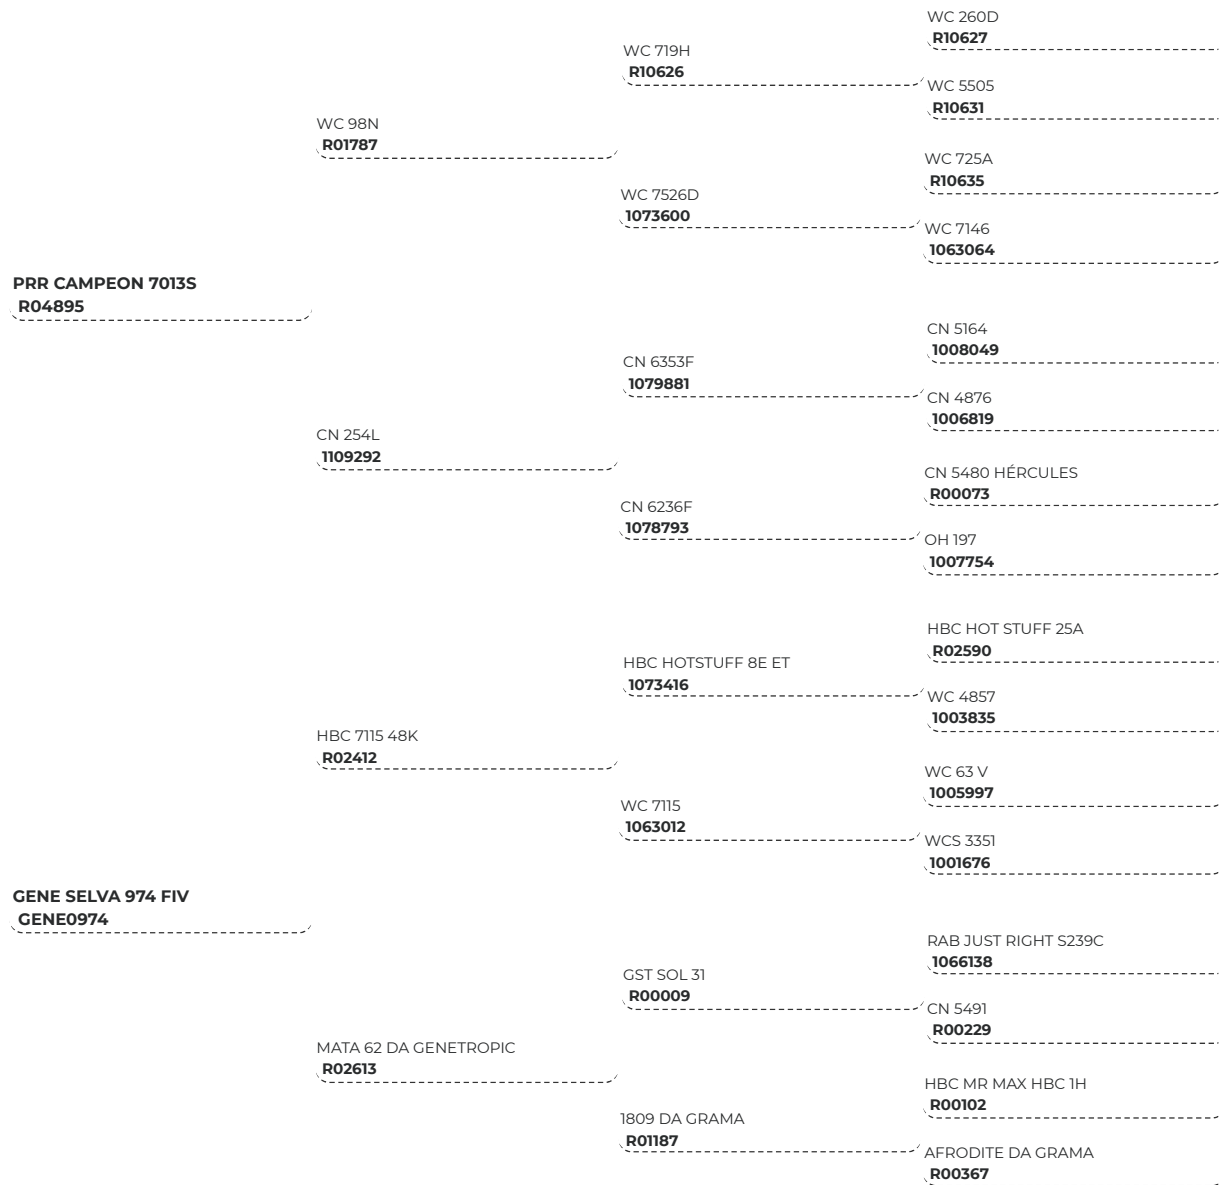 WC 260D
R10627
WC 719H
R10626
WC 5505
R10631
WC 98N
R01787
WC 725A
R10635
WC 7526D
1073600
WC 7146
1063064
PRR CAMPEON 7013S
R04895
CN 5164
1008049
CN 6353F
1079881
CN 4876
1006819
CN 254L
1109292
CN 5480 HÉRCULES
R00073
CN 6236F
1078793
OH 197
1007754
HBC HOT STUFF 25A
R02590
HBC HOTSTUFF 8E ET
1073416
WC 4857
1003835
HBC 7115 48K
R02412
WC 63 V
1005997
WC 7115
1063012
WCS 3351
1001676
GENE SELVA 974 FIV
GENE0974
RAB JUST RIGHT S239C
1066138
GST SOL 31
R00009
CN 5491
R00229
MATA 62 DA GENETROPIC
R02613
HBC MR MAX HBC 1H
R00102
1809 DA GRAMA
R01187
AFRODITE DA GRAMA
R00367